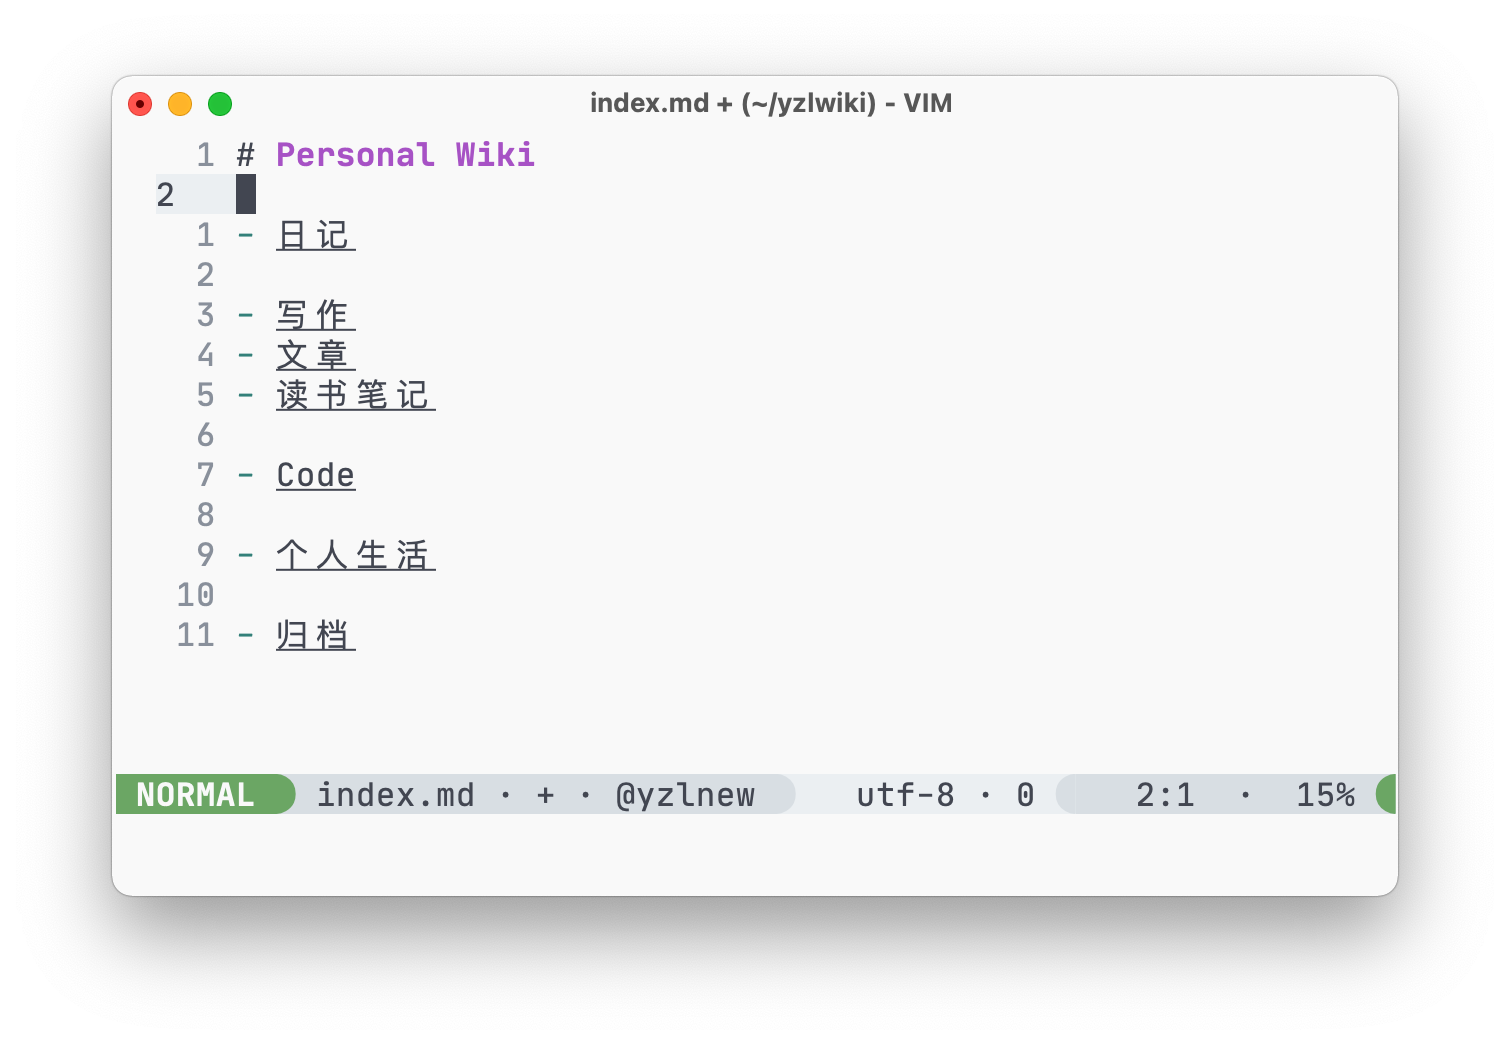 index.md + (~/yzlwiki) - VIM
1 # Personal Wiki
2
1 - 日记
2
3 - 写作
4 - 文章
5 - 读书笔记
6
7 - Code
8
9 - 个人生活
10
11 - 归档
NORMAL index.md · + · @yzlnew utf-8 · 0 2:1 · 15%